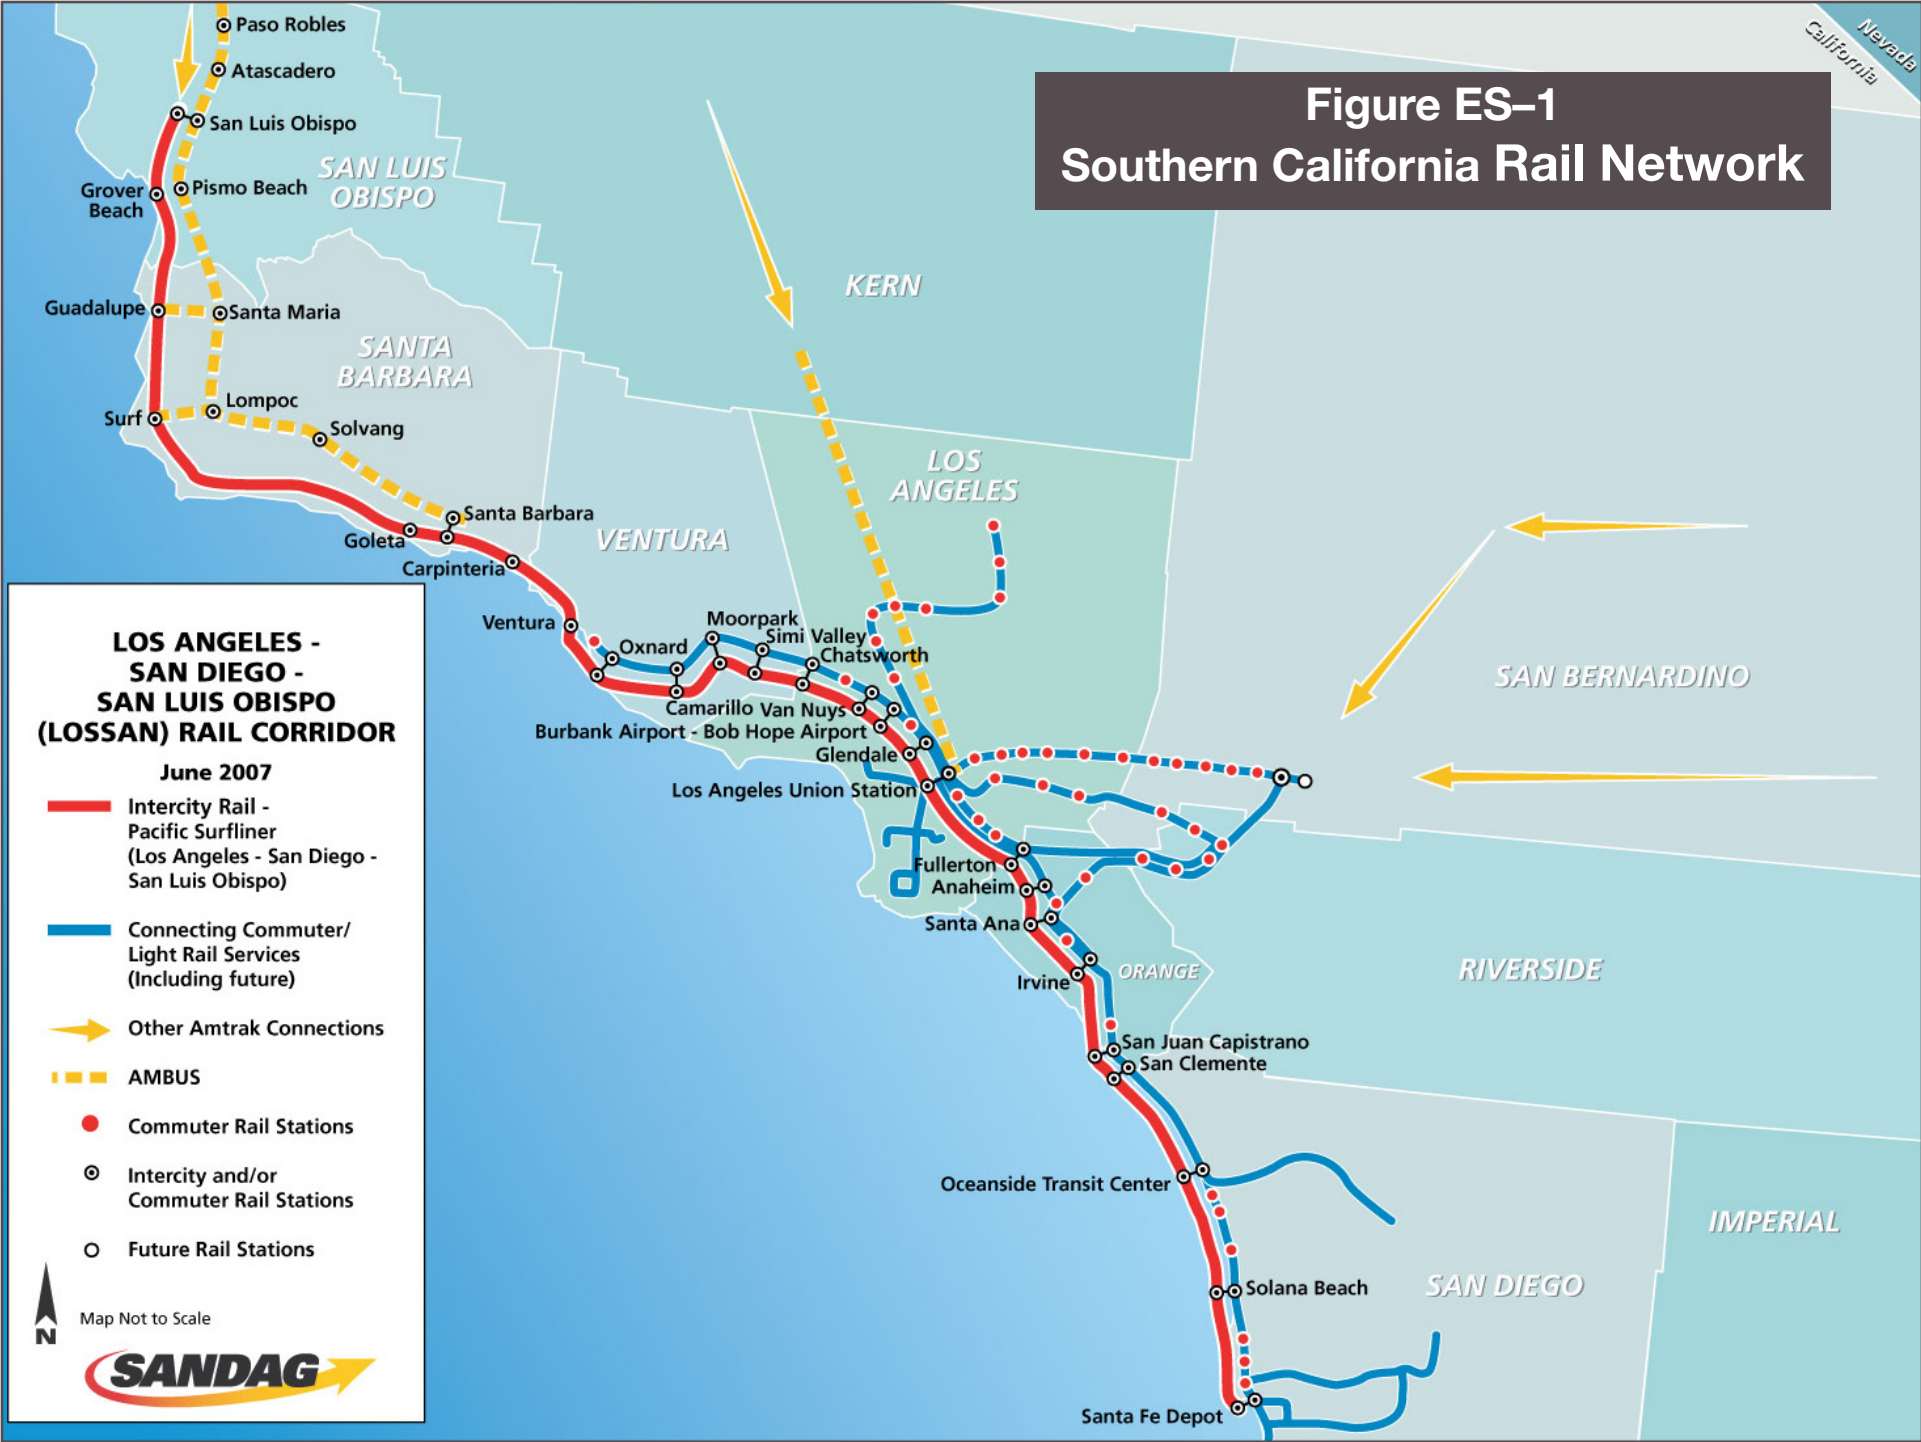 Paso Robles
Nevada
California
Atascadero
Figure ES–1
Southern California Rail Network
San Luis Obispo
SAN LUIS
OBISPO
Grover
Beach
Pismo Beach
KERN
Guadalupe
Santa Maria
SANTA
BARBARA
Lompoc
Surf
Solvang
LOS
ANGELES
Santa Barbara
Goleta
VENTURA
Carpinteria
Ventura
Moorpark
Oxnard
Simi Valley
Chatsworth
SAN BERNARDINO
Camarillo
Van Nuys
Burbank Airport - Bob Hope Airport
Glendale
Los Angeles Union Station
Fullerton
Anaheim
Santa Ana
Irvine
ORANGE
RIVERSIDE
San Juan Capistrano
San Clemente
Oceanside Transit Center
IMPERIAL
Solana Beach
SAN DIEGO
Santa Fe Depot
LOS ANGELES -
SAN DIEGO -
SAN LUIS OBISPO
(LOSSAN) RAIL CORRIDOR
June 2007
Intercity Rail -
Pacific Surfliner
(Los Angeles - San Diego -
San Luis Obispo)
Connecting Commuter/
Light Rail Services
(Including future)
Other Amtrak Connections
AMBUS
Commuter Rail Stations
Intercity and/or
Commuter Rail Stations
Future Rail Stations
Map Not to Scale
N
SANDAG